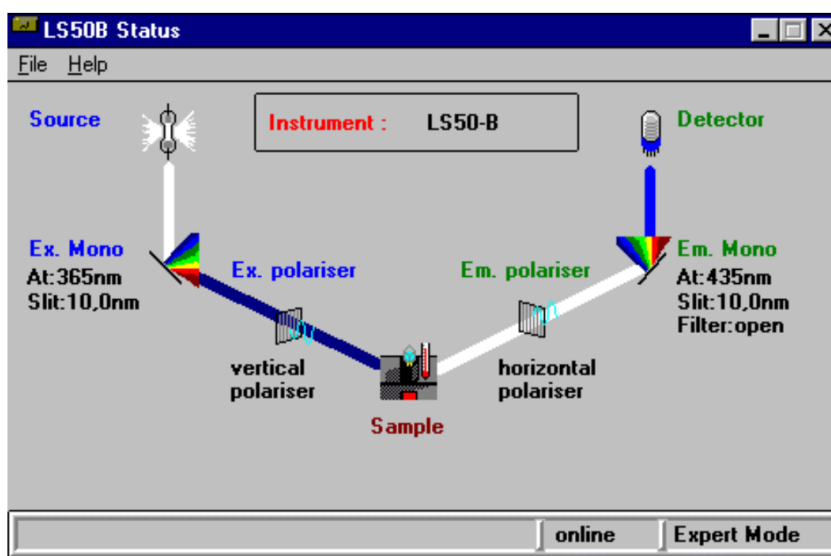 LS50B Status
File Help
Source
Instrument : LS50-B
Detector
Ex. Mono
At:365nm
Slit:10,0nm
Ex. polariser
Em. polariser
Em. Mono
At:435nm
Slit:10,0nm
Filter:open
vertical
polariser
horizontal
polariser
Sample
online
Expert Mode